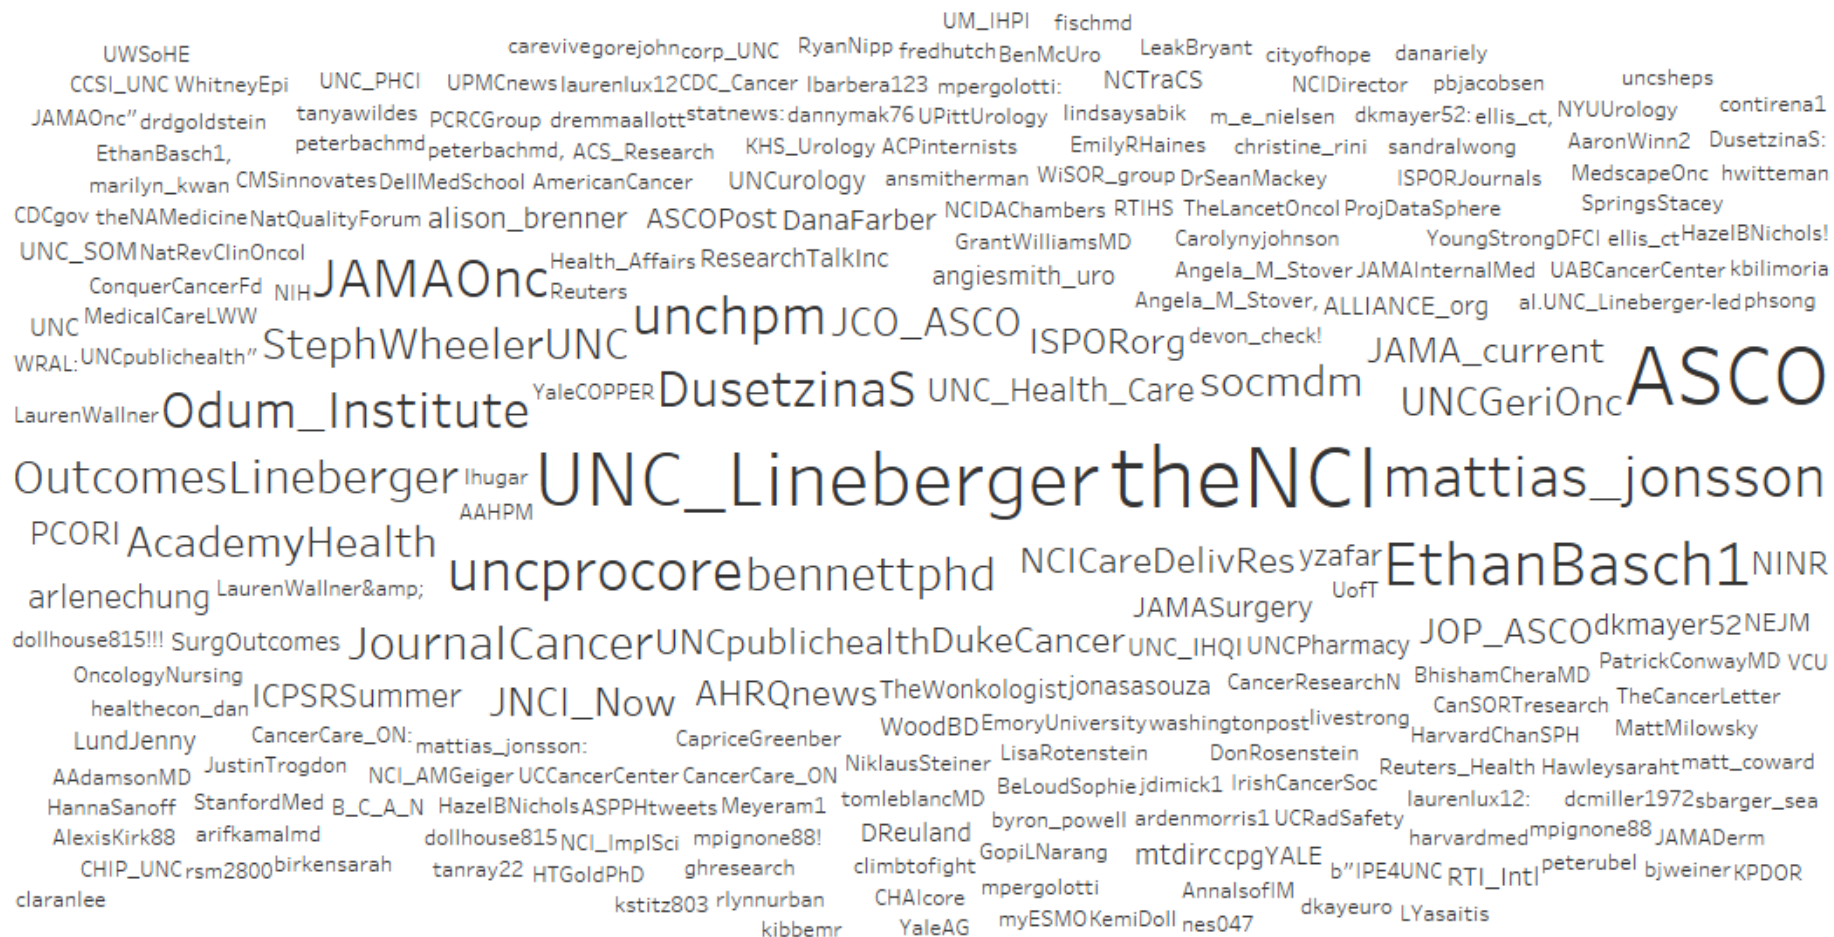 UM_IHPI fischmd
UWSoHE carevive gorejohn corp_UNC RyanNipp fredhutch BenMcUro LeakBryant cityofhope danariely
CCSI_UNC WhitneyEpi UNC_PHCI UPMCnews laurenlux12 CDC_Cancer lbarbera123 mpergolotti: NCTraCS NCIDirector pbjacobsen uncsheps
JAMAOnc" drdgoldstein tanyawildes PCRCGroup dremmaallott statnews: dannymak76 UPittUrology lindsaysabik m_e_nielsen dkmayer52: ellis_ct, NYUUrology contirena1
EthanBasch1, peterbachmd peterbachmd, ACS_Research KHS_Urology ACPinternists EmilyRHaines christine_rini sandralwong AaronWinn2 DusetzinaS:
marilyn_kwan CMSinnovates DellMedSchool AmericanCancer UNCurology ansmitherman WiSOR_group DrSeanMackey ISPORJournals MedscapeOnc hwitteman
CDCgov theNAMedicine NatQualityForum alison_brenner ASCOPost DanaFarber NCIDAChambers RTIHS TheLancetOncol ProjDataSphere SpringsStacey
UNC_SOM NatRevClinOncol Health_Affairs ResearchTalkInc GrantWilliamsMD Carolynyjohnson YoungStrongDFCI ellis_ct HazelBNichols!
ConquerCancerFd NIH JAMAOnc Reuters angiesmith_uro Angela_M_Stover JAMAInternalMed UABCancerCenter kbilimoria
UNC MedicalCareLWW unchpm JCO_ASCO Angela_M_Stover, ALLIANCE_org al.UNC_Lineberger-led phsong
WRAL: UNCpublichealth" StephWheelerUNC ISPORorg devon_check! JAMA_current ASCO
LaurenWallner Odum_Institute YaleCOPPER DusetzinaS UNC_Health_Care socmdm UNCGeriOnc
OutcomesLineberger lhugar UNC_Lineberger theNCI mattias_jonsson
AAHPM
PCORI AcademyHealth uncprocore bennettphd NCICareDelivRes yzafar EthanBasch1 NINR
arlenechung LaurenWallner&amp; JAMASurgery UofT
dollhouse815!!! SurgOutcomes JournalCancer UNCpublichealth DukeCancer UNC_IHQI UNCPharmacy JOP_ASCO dkmayer52 NEJM
OncologyNursing ICPSRSummer JNCI_Now AHRQnews TheWonkologist jonasasouza CancerResearchN BhishamCheraMD PatrickConwayMD VCU
healthecon_dan WoodBD EmoryUniversity washingtonpost livestrong CanSORTresearch TheCancerLetter
LundJenny CancerCare_ON: mattias_jonsson: CapriceGreenber LisaRotenstein DonRosenstein HarvardChanSPH MattMilowsky
AAdamsonMD JustinTrogdon NCI_AMGeiger UCCancerCenter CancerCare_ON NiklausSteiner BeLoudSophie jdimick1 IrishCancerSoc Reuters_Health Hawleysaraht matt_coward
HannaSanoff StanfordMed B_C_A_N HazelBNichols ASPPHtweets Meyeram1 tomleblancMD laurenlux12: dcmiller1972 sbarger_sea
AlexisKirk88 arifkamalmd dollhouse815 NCI_ImplSci mpignone88! DReuland byron_powell ardenmorris1 UCRadSafety harvardmed mpignone88 JAMADerm
CHIP_UNC rsm2800 birkensarah tanray22 HTGoldPhD ghresearch climbtofight GopiLNarang mtdirc cpgYALE b"IPE4UNC RTI_Intl peterubel bjweiner KPDOR
claranlee kstitz803 rlynnurban CHAIcore mpergolotti AnnalsofIM dkayeuro LYasaitis
kibbemr YaleAG myESMO KemiDoll nes047